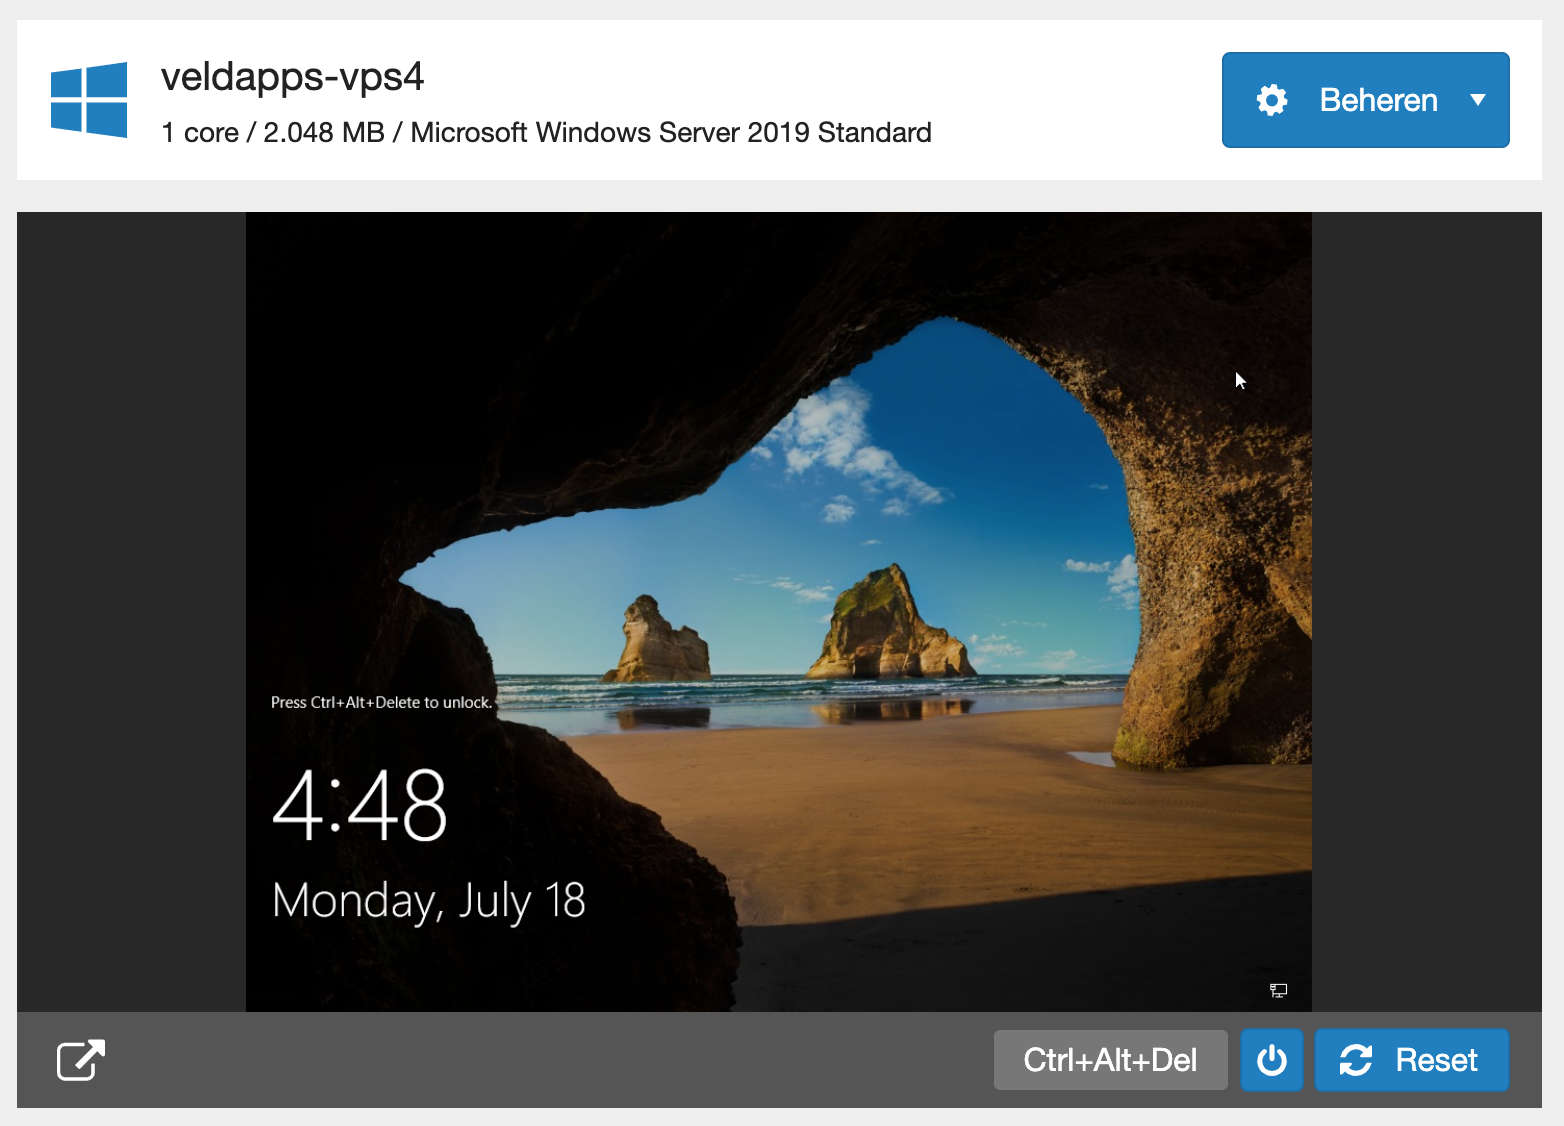 veldapps-vps4
1 core / 2.048 MB / Microsoft Windows Server 2019 Standard
Beheren
Press Ctrl+Alt+Delete to unlock.
4:48
Monday, July 18
Ctrl+Alt+Del
Reset